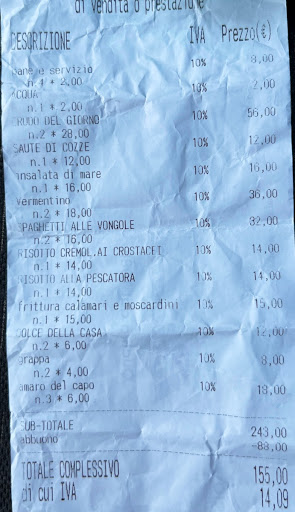 di vendita o prestazione
DESCRIZIONE IVA Prezzo(€)
pane e servizio 10% 8,00
n.4 * 2,00
ACQUA 10% 2,00
n.1 * 2,00
CRUDO DEL GIORNO 10% 56,00
n.2 * 28,00
SAUTE DI COZZE 10% 12,00
n.1 * 12,00
insalata di mare 10% 16,00
n.1 * 16,00
Vermentino 10% 36,00
n.2 * 18,00
SPAGHETTI ALLE VONGOLE 10% 32,00
n.2 * 16,00
RISOTTO CREMOL.AI CROSTACEI 10% 14,00
n.1 * 14,00
RISOTTO ALLA PESCATORA 10% 14,00
n.1 * 14,00
frittura calamari e moscardini 10% 15,00
n.1 * 15,00
DOLCE DELLA CASA 10% 12,00
n.2 * 6,00
grappa 10% 8,00
n.2 * 4,00
amaro del capo 10% 18,00
n.3 * 6,00
SUB-TOTALE 243,00
abbuono -88,00
TOTALE COMPLESSIVO 155,00
di cui IVA 14,09